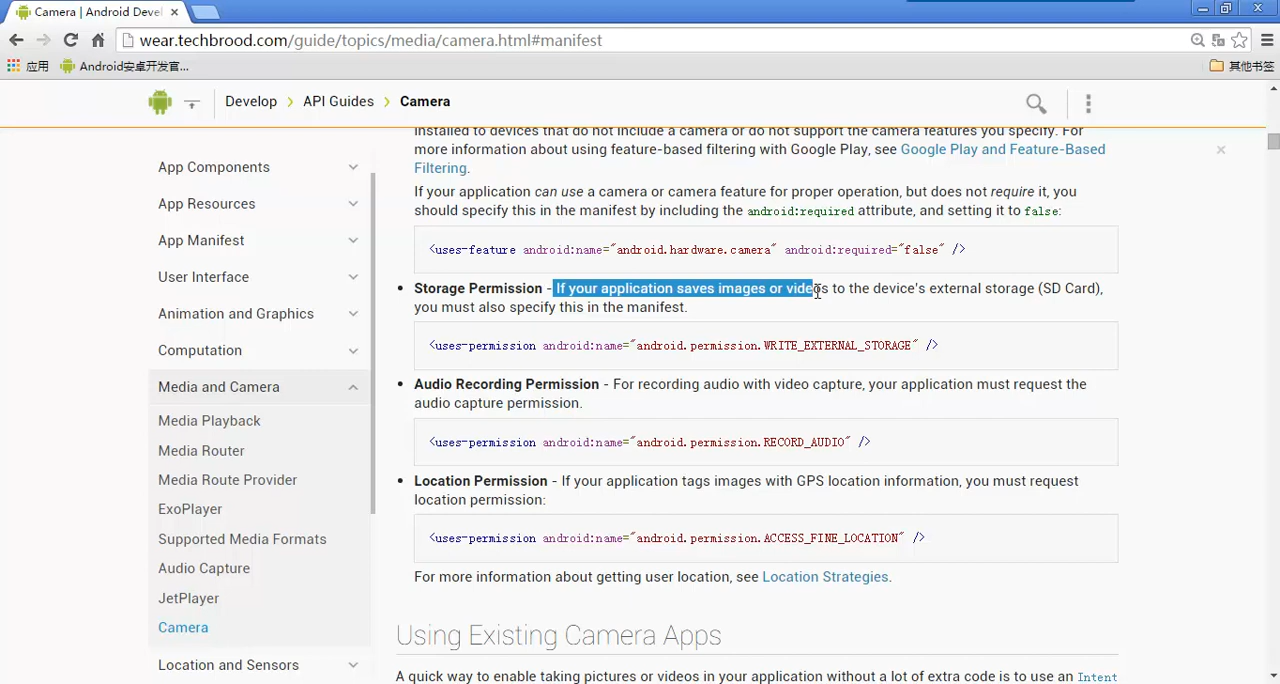 Camera | Android Devel
wear.techbrood.com/guide/topics/media/camera.html#manifest
应用
Android安卓开发官...
其他书签
Develop > API Guides > Camera
installed to devices that do not include a camera or do not support the camera features you specify. For
more information about using feature-based filtering with Google Play, see Google Play and Feature-Based
Filtering.
If your application can use a camera or camera feature for proper operation, but does not require it, you
should specify this in the manifest by including the android:required attribute, and setting it to false:
<uses-feature android:name="android.hardware.camera" android:required="false" />
• Storage Permission - If your application saves images or videos to the device's external storage (SD Card),
you must also specify this in the manifest.
<uses-permission android:name="android.permission.WRITE_EXTERNAL_STORAGE" />
• Audio Recording Permission - For recording audio with video capture, your application must request the
audio capture permission.
<uses-permission android:name="android.permission.RECORD_AUDIO" />
• Location Permission - If your application tags images with GPS location information, you must request
location permission:
<uses-permission android:name="android.permission.ACCESS_FINE_LOCATION" />
For more information about getting user location, see Location Strategies.
Using Existing Camera Apps
A quick way to enable taking pictures or videos in your application without a lot of extra code is to use an Intent
App Components
App Resources
App Manifest
User Interface
Animation and Graphics
Computation
Media and Camera
Media Playback
Media Router
Media Route Provider
ExoPlayer
Supported Media Formats
Audio Capture
JetPlayer
Camera
Location and Sensors